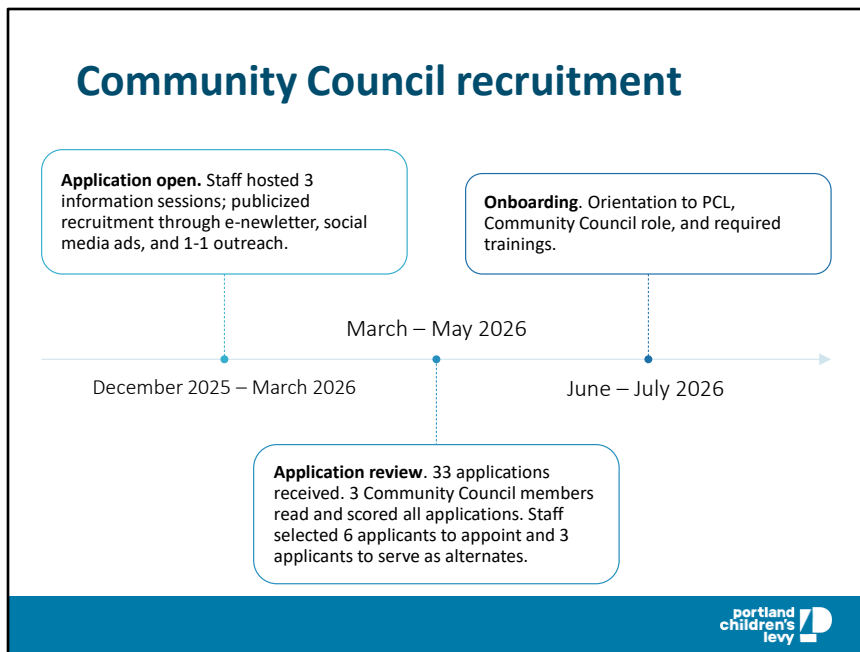 Community Council recruitment
Application open. Staff hosted 3
information sessions; publicized
recruitment through e-newletter, social
media ads, and 1-1 outreach.
Onboarding. Orientation to PCL,
Community Council role, and required
trainings.
March – May 2026
December 2025 – March 2026
June – July 2026
Application review. 33 applications
received. 3 Community Council members
read and scored all applications. Staff
selected 6 applicants to appoint and 3
applicants to serve as alternates.
portland
children's
levy